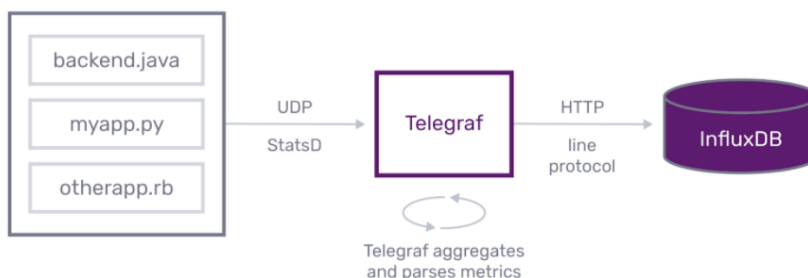 backend.java
myapp.py
otherapp.rb
UDP
StatsD
Telegraf
Telegraf aggregates
and parses metrics
HTTP
line
protocol
InfluxDB